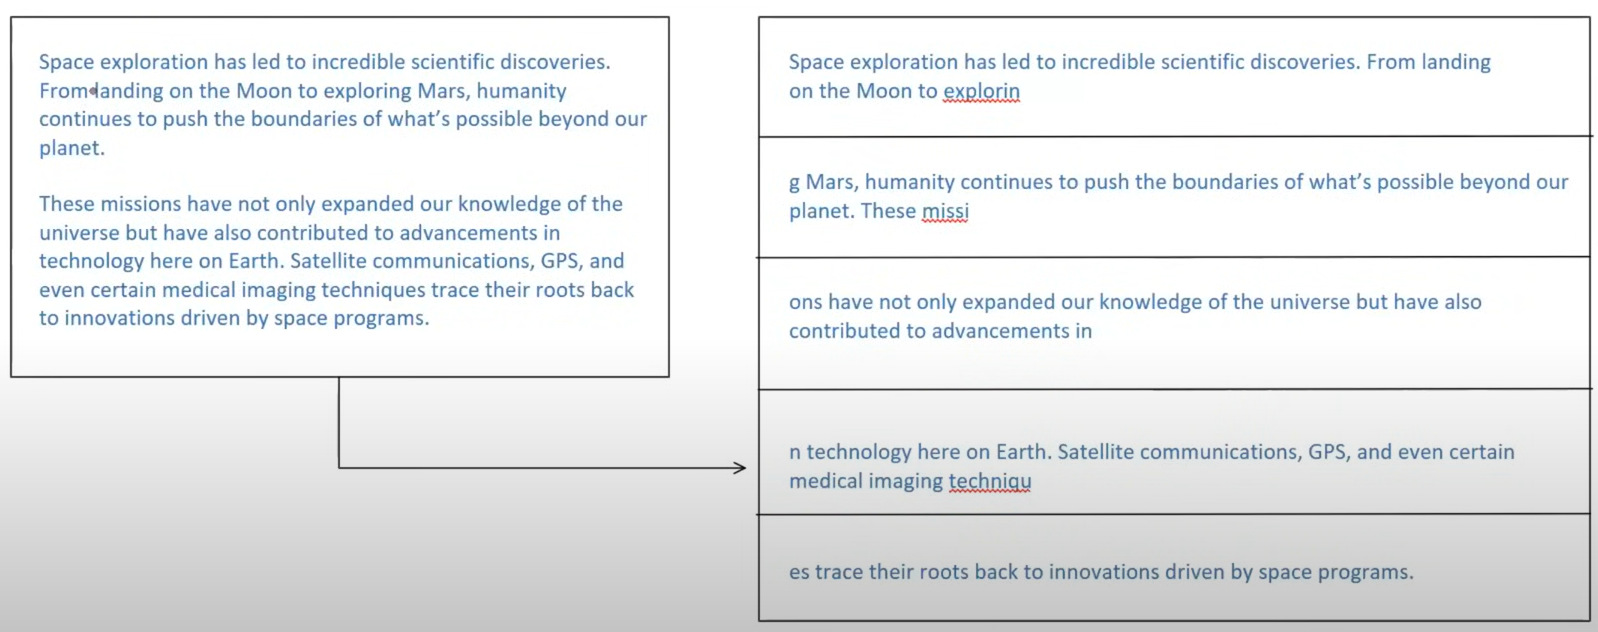 Space exploration has led to incredible scientific discoveries.
From landing on the Moon to exploring Mars, humanity
continues to push the boundaries of what's possible beyond our
planet.
These missions have not only expanded our knowledge of the
universe but have also contributed to advancements in
technology here on Earth. Satellite communications, GPS, and
even certain medical imaging techniques trace their roots back
to innovations driven by space programs.
Space exploration has led to incredible scientific discoveries. From landing
on the Moon to explorin
g Mars, humanity continues to push the boundaries of what's possible beyond our
planet. These missi
ons have not only expanded our knowledge of the universe but have also
contributed to advancements in
n technology here on Earth. Satellite communications, GPS, and even certain
medical imaging techniqu
es trace their roots back to innovations driven by space programs.